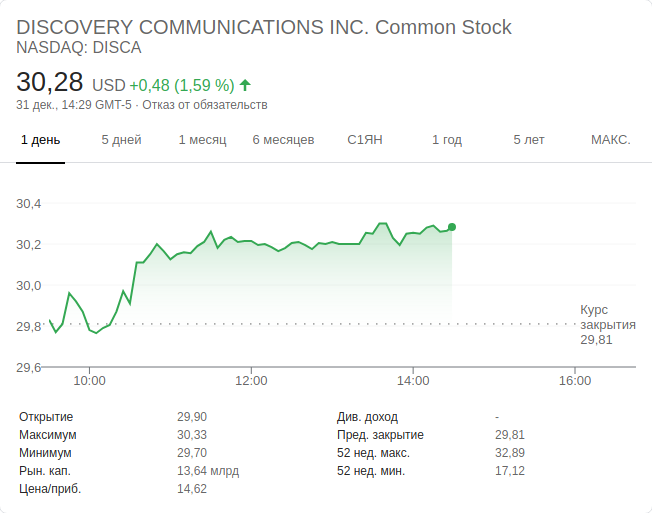 DISCOVERY COMMUNICATIONS INC. Common Stock
NASDAQ: DISCA
30,28 USD +0,48 (1,59 %)
31 дек., 14:29 GMT-5 · Отказ от обязательств
1 день 5 дней 1 месяц 6 месяцев С1ЯН 1 год 5 лет МАКС.
30,4
30,2
30,0
29,8
29,6
Курс
закрытия
29,81
10:00 12:00 14:00 16:00
Открытие 29,90
Максимум 30,33
Минимум 29,70
Рын. кап. 13,64 млрд
Цена/приб. 14,62
Див. доход -
Пред. закрытие 29,81
52 нед. макс. 32,89
52 нед. мин. 17,12